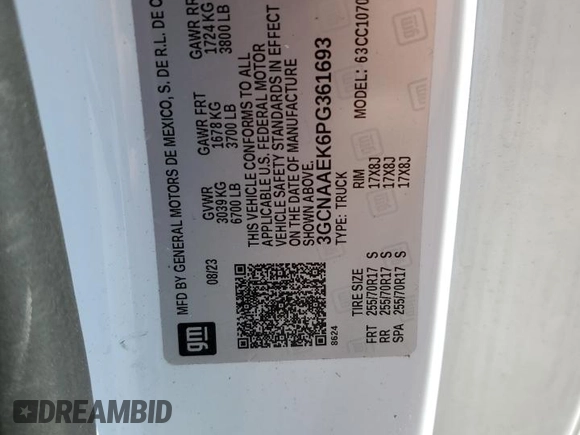 MFD BY GENERAL MOTORS DE MEXICO, S. DE R.L. DE C
08/23
GVWR GAWR FRT GAWR RR
3039 KG 1678 KG 1724 KG
6700 LB 3700 LB 3800 LB
THIS VEHICLE CONFORMS TO ALL
APPLICABLE U.S. FEDERAL MOTOR
VEHICLE SAFETY STANDARDS IN EFFECT
ON THE DATE OF MANUFACTURE
SHOWN ABOVE.
3GCNAAEK6PG361693
TYPE: TRUCK MODEL: 63CC1070
gm
8624
TIRE SIZE RIM
FRT 255/70R17 S 17X8J
RR 255/70R17 S 17X8J
SPA 255/70R17 S 17X8J
DREAMBID